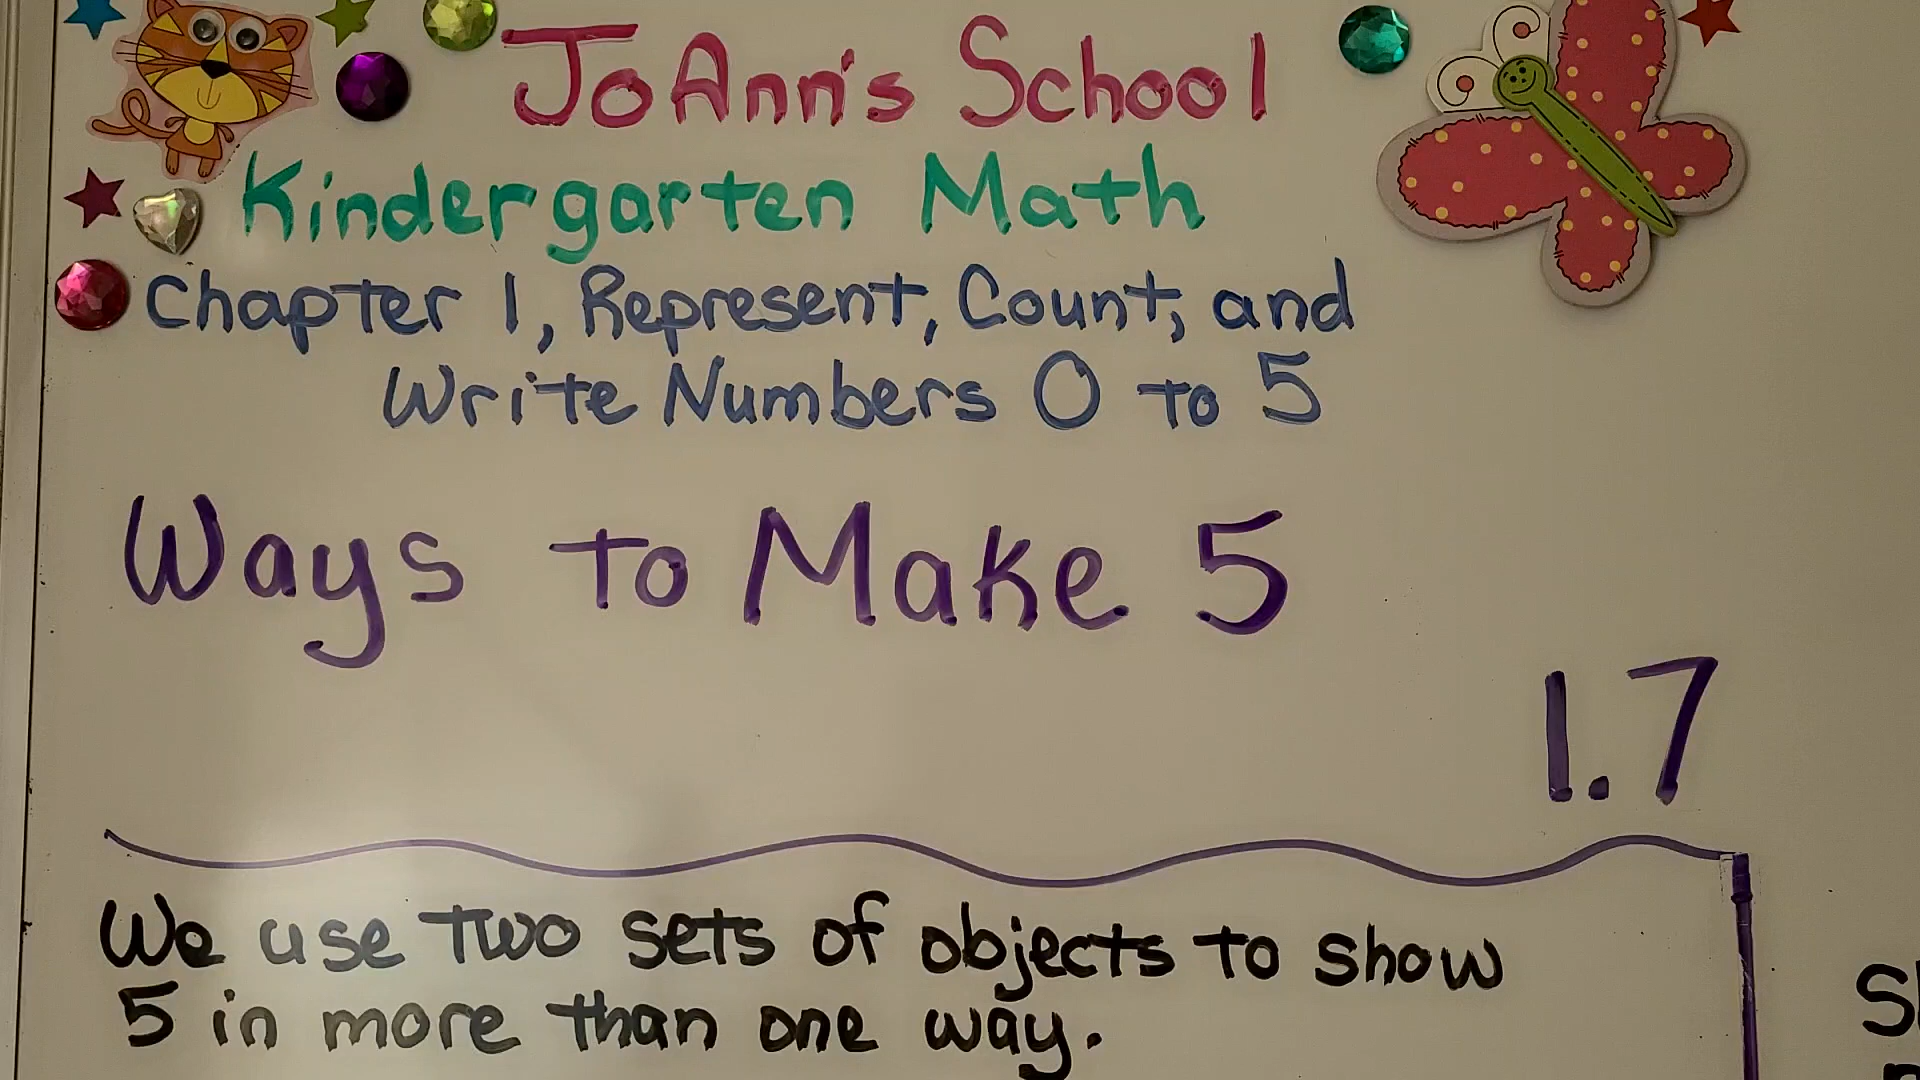 JoAnn's School
Kindergarten Math
Chapter 1, Represent, Count, and
Write Numbers 0 to 5
Ways to Make 5
1.7
We use two sets of objects to show
5 in more than one way.